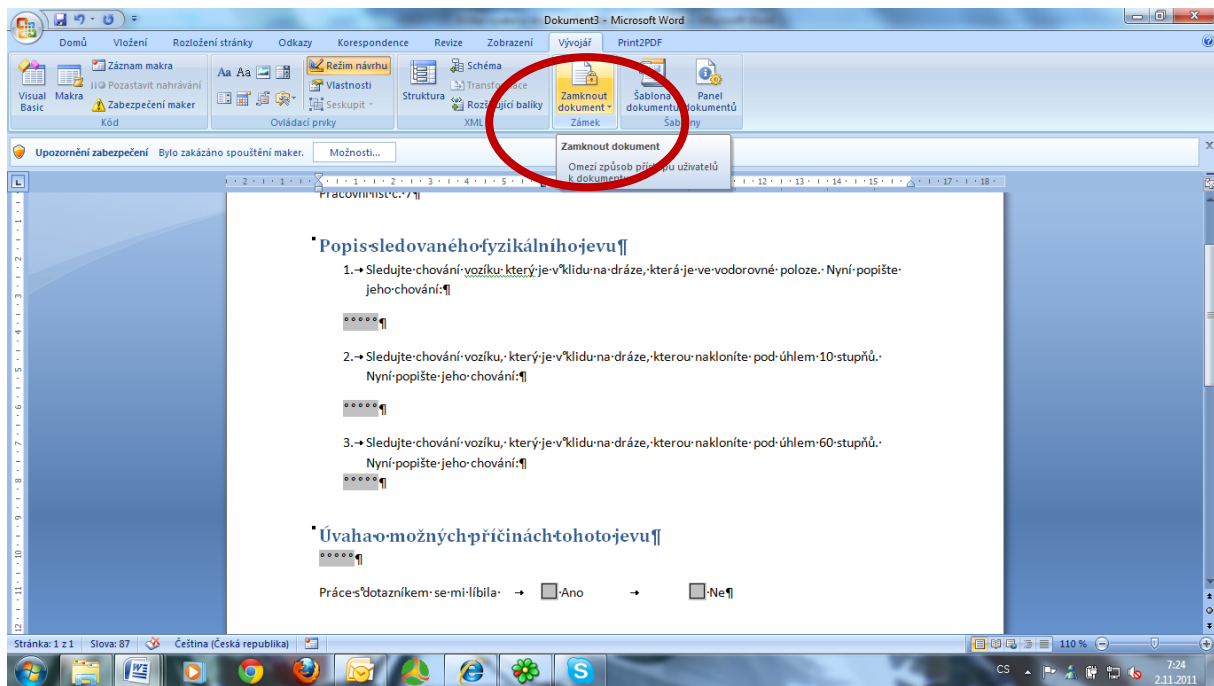 Dokument3 - Microsoft Word
Domů Vložení Rozložení stránky Odkazy Korespondence Revize Zobrazení Vývojář Print2PDF
Visual Basic
Makra
Záznam makra
Pozastavit nahrávání
Zabezpečení maker
Kód
Aa Aa
Režim návrhu
Vlastnosti
Seskupit
Ovládací prvky
Struktura
Schéma
Transformace
Rozšiřující balíky
XML
Zamknout dokument
Zámek
Šablona dokumentu
Panel dokumentů
Šablony
Upozornění zabezpečení Bylo zakázáno spouštění maker. Možnosti...
Zamknout dokument
Omezí způsob přístupu uživatelů
k dokumentu
Pracovní·list·č.·7¶
Popis·sledovaného·fyzikálního·jevu¶
1.→ Sledujte·chování·vozíku·který·je·v°klidu·na·dráze,·která·je·ve·vodorovné·poloze.·Nyní·popište·
jeho·chování:¶
°°°°°¶
2.→ Sledujte·chování·vozíku,·který·je·v°klidu·na·dráze,·kterou·nakloníte·pod·úhlem·10·stupňů.·
Nyní·popište·jeho·chování:¶
°°°°°¶
3.→ Sledujte·chování·vozíku,·který·je·v°klidu·na·dráze,·kterou·nakloníte·pod·úhlem·60·stupňů.·
Nyní·popište·jeho·chování:¶
°°°°°¶
Úvaha·o·možných·příčinách·tohoto·jevu¶
°°°°°¶
Práce·s°dotazníkem·se·mi·líbila·→ ·Ano → ·Ne¶
Stránka: 1 z 1 Slova: 87 Čeština (Česká republika) 110 %
CS 7:24
2.11.2011